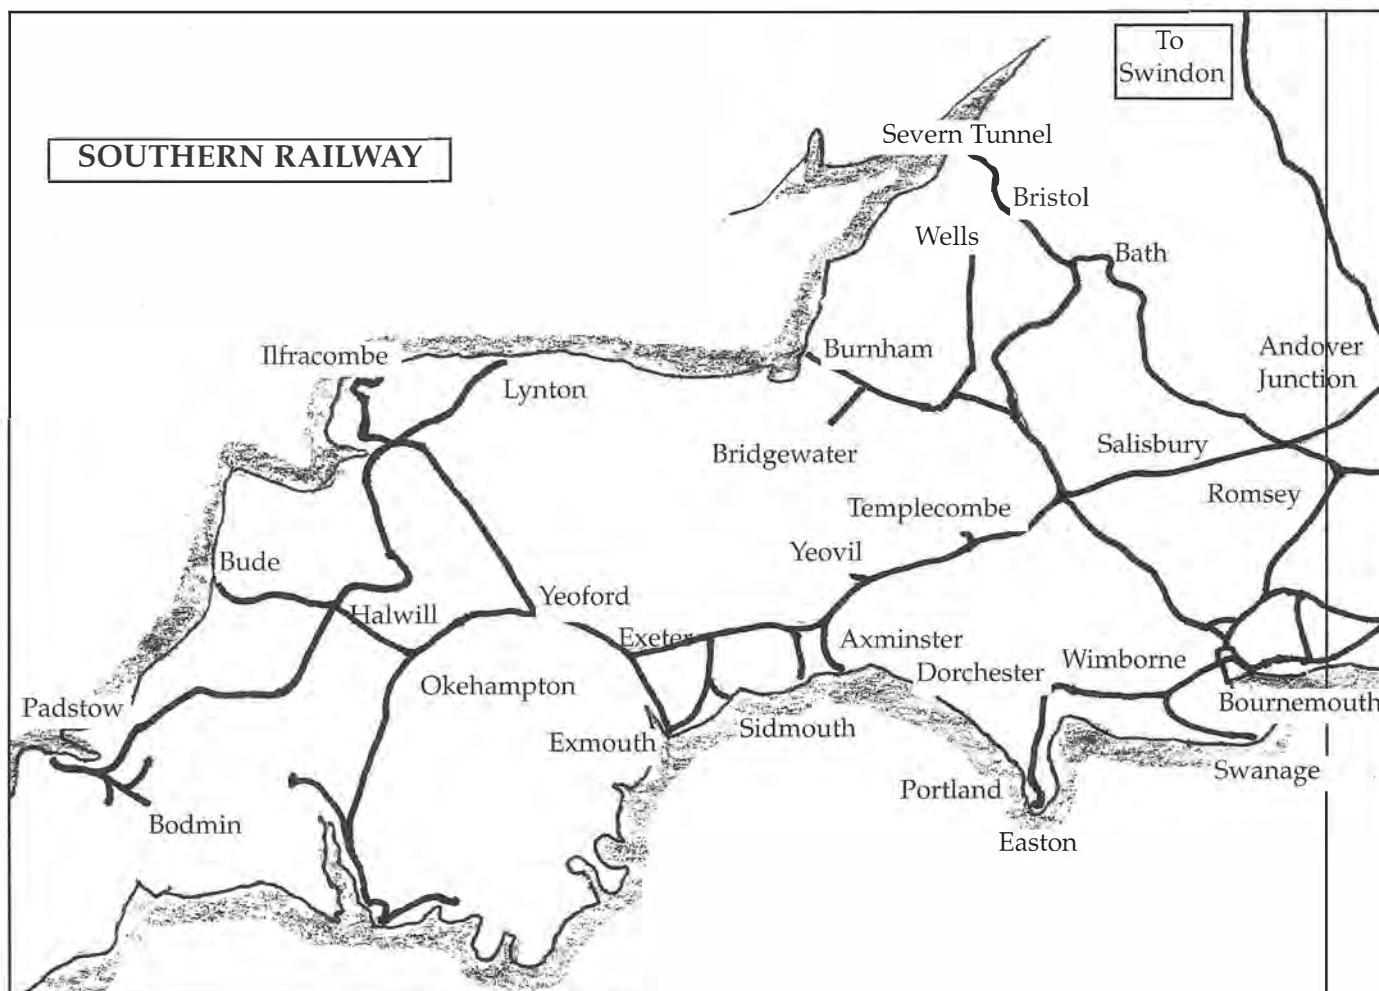 To
Swindon
Severn Tunnel
SOUTHERN RAILWAY
Bristol
Wells
Bath
Ilfracombe
Burnham
Andover
Junction
Lynton
Bridgewater
Salisbury
Romsey
Templecombe
Yeovil
Bude
Halwill
Yeoford
Exeter
Axminster
Dorchester
Wimborne
Okehampton
Padstow
Bournemouth
Exmouth
Sidmouth
Swanage
Portland
Bodmin
Easton